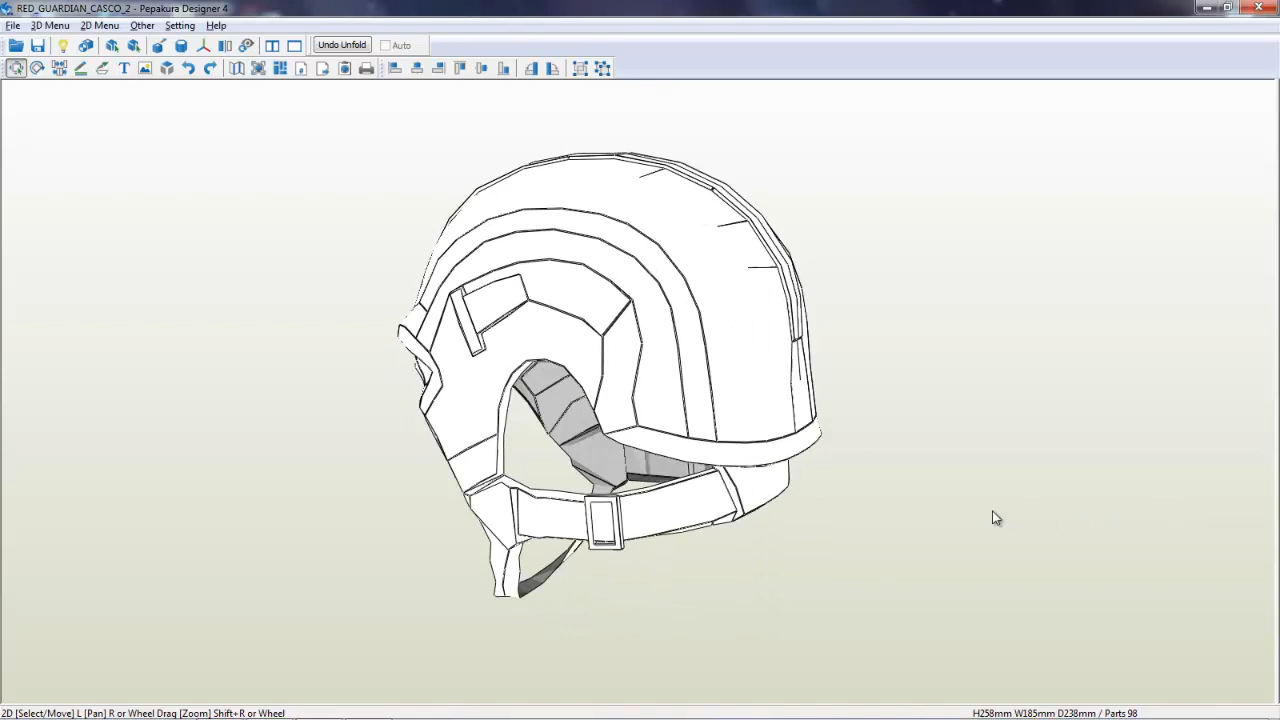 RED_GUARDIAN_CASCO_2 - Pepakura Designer 4
File 3D Menu 2D Menu Other Setting Help
Undo Unfold Auto
T
2D [Select/Move] L [Pan] R or Wheel Drag [Zoom] Shift+R or Wheel H258mm W185mm D238mm / Parts 98